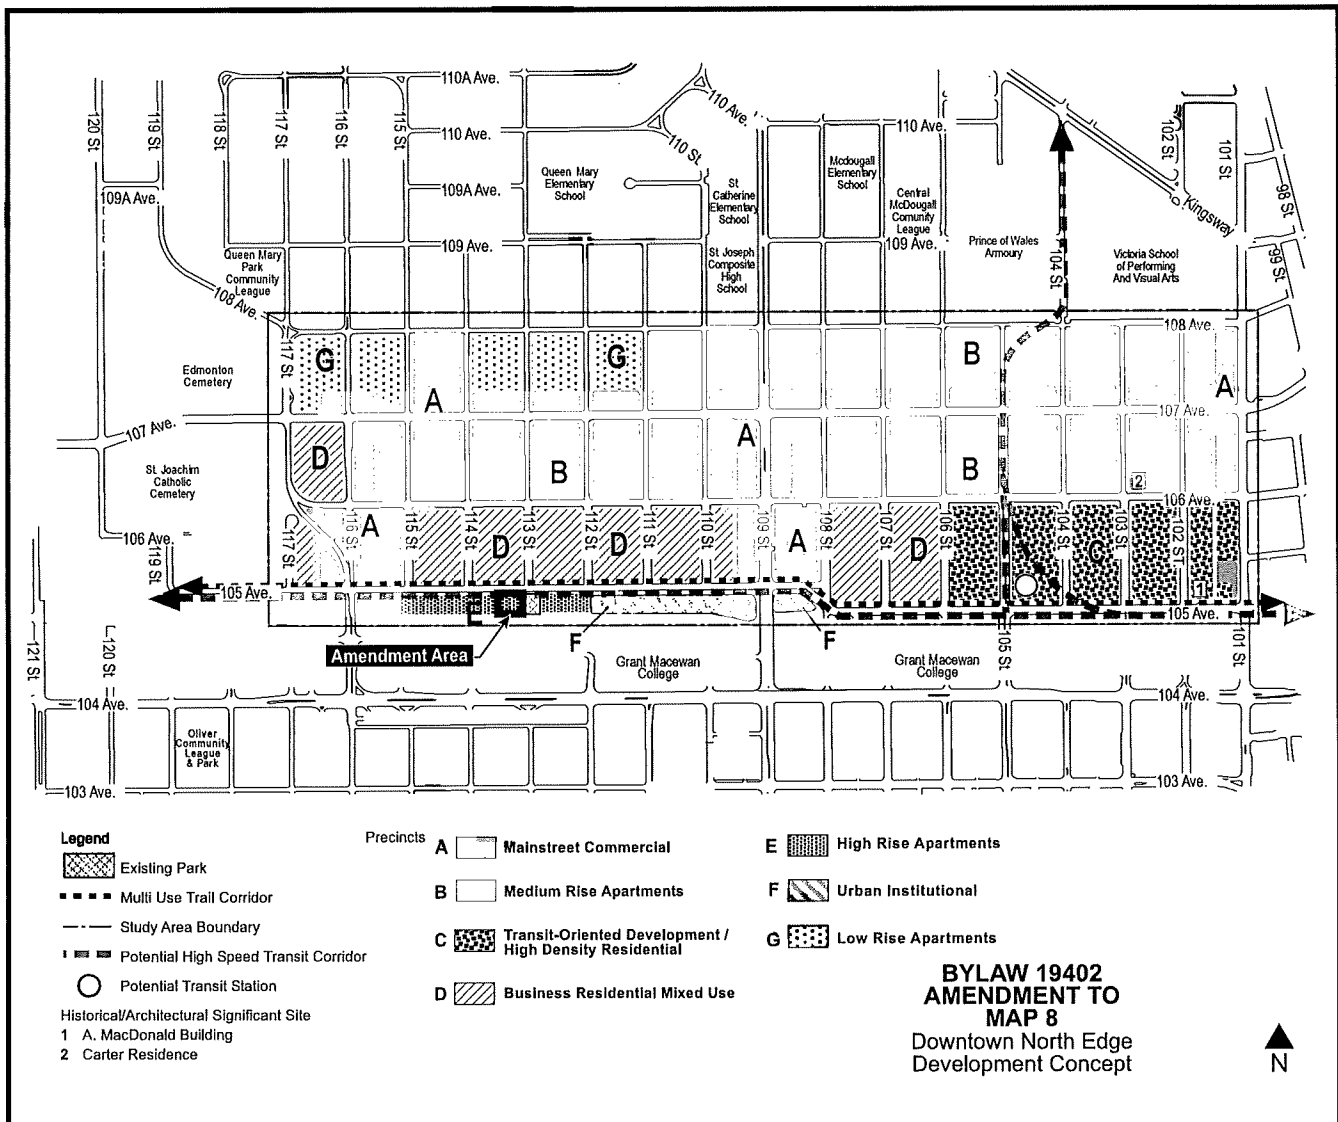 110A Ave.
110 Ave.
110 Ave.
110 Ave.
120 St.
119 St.
118 St.
117 St.
116 St.
115 St.
110 St
102 St.
101 St.
98 St.
99 St.
Kingsway
109A Ave.
109A Ave.
Queen Mary
Elementary
School
St
Catherine
Elementary
School
Mcdougall
Elementary
School
Central
McDougall
Comunity
League
109 Ave.
109 Ave.
St Joseph
Composite
High
School
Prince of Wales
Armoury
104 St.
Victoria School
of Performing
And Visual Arts
Queen Mary
Park
Community
League
108 Ave.
108 Ave.
117 St.
G
G
B
A
Edmonton
Cemetery
A
107 Ave.
107 Ave.
A
D
B
B
2
St. Joachim
Catholic
Cemetery
106 Ave.
106 Ave.
119 St.
117 St.
116 St.
A
115 St.
114 St.
D
113 St.
112 St.
D
111 St.
110 St.
109 St.
A
108 St.
107 St.
D
106 St.
104 St.
C
103 St.
102 ST.
1
105 Ave.
105 Ave.
E
F
F
Amendment Area
Grant Macewan
College
Grant Macewan
College
105 St.
101 St.
121 St.
120 St.
104 Ave.
104 Ave.
Oliver
Community
League
& Park
103 Ave.
103 Ave.
Legend
Existing Park
Multi Use Trail Corridor
Study Area Boundary
Potential High Speed Transit Corridor
Potential Transit Station
Historical/Architectural Significant Site
1 A. MacDonald Building
2 Carter Residence
Precincts
A Mainstreet Commercial
B Medium Rise Apartments
C Transit-Oriented Development /
High Density Residential
D Business Residential Mixed Use
E High Rise Apartments
F Urban Institutional
G Low Rise Apartments
BYLAW 19402
AMENDMENT TO
MAP 8
Downtown North Edge
Development Concept
N